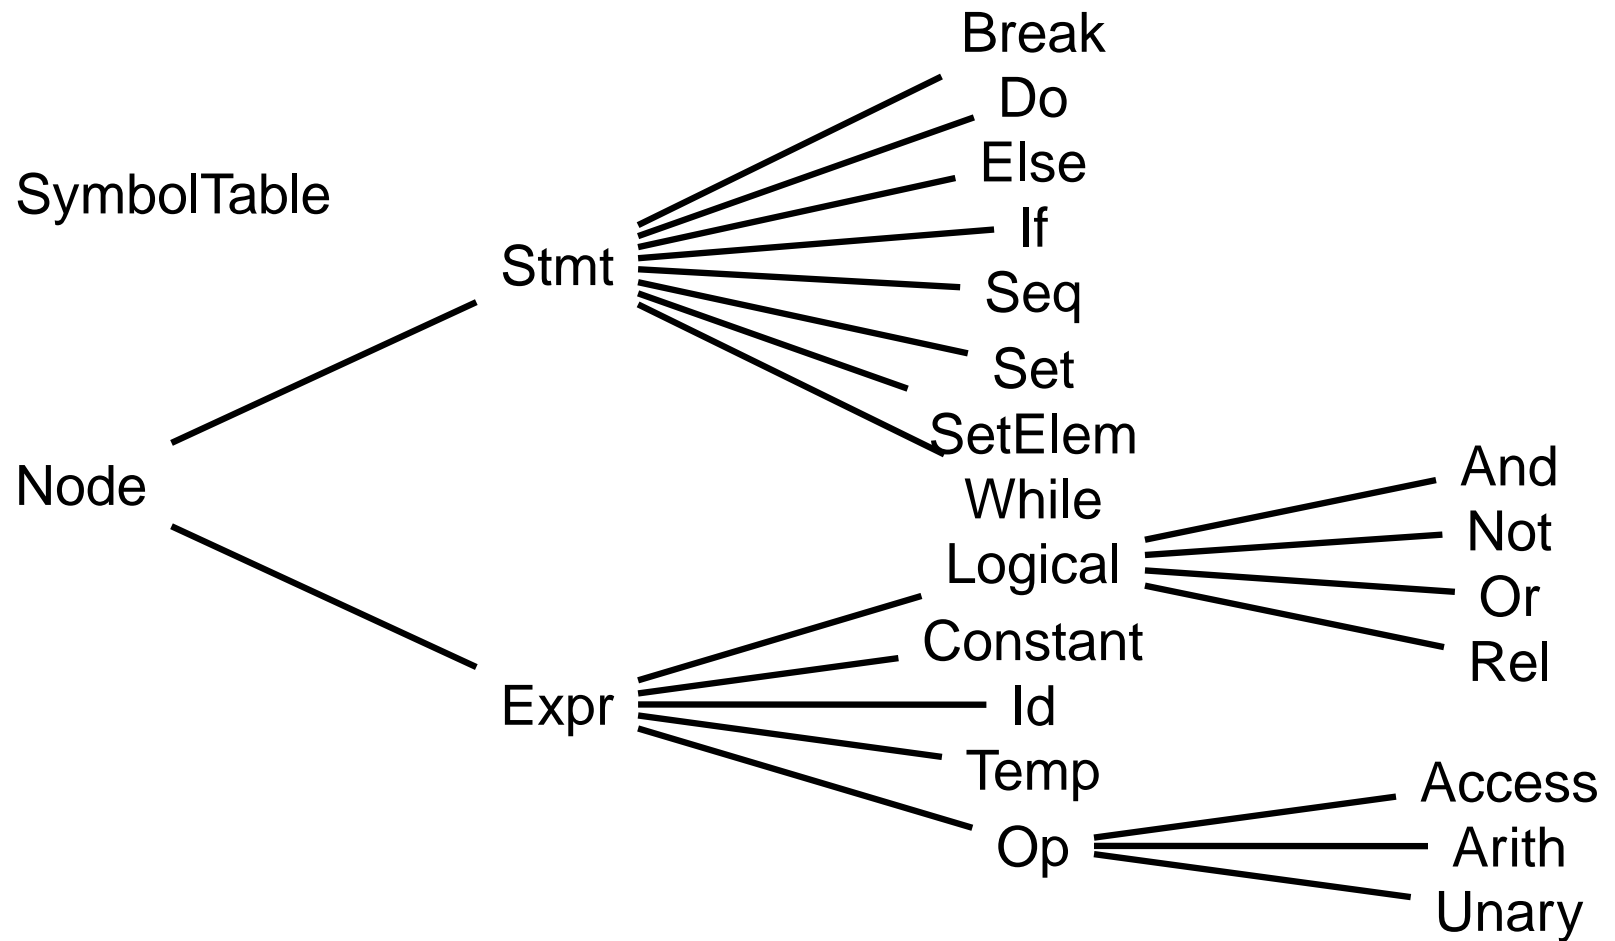 Break
Do
Else
SymbolTable
If
Stmt
Seq
Set
SetElem
And
Node
While
Not
Logical
Or
Constant
Rel
Expr
Id
Temp
Access
Op
Arith
Unary